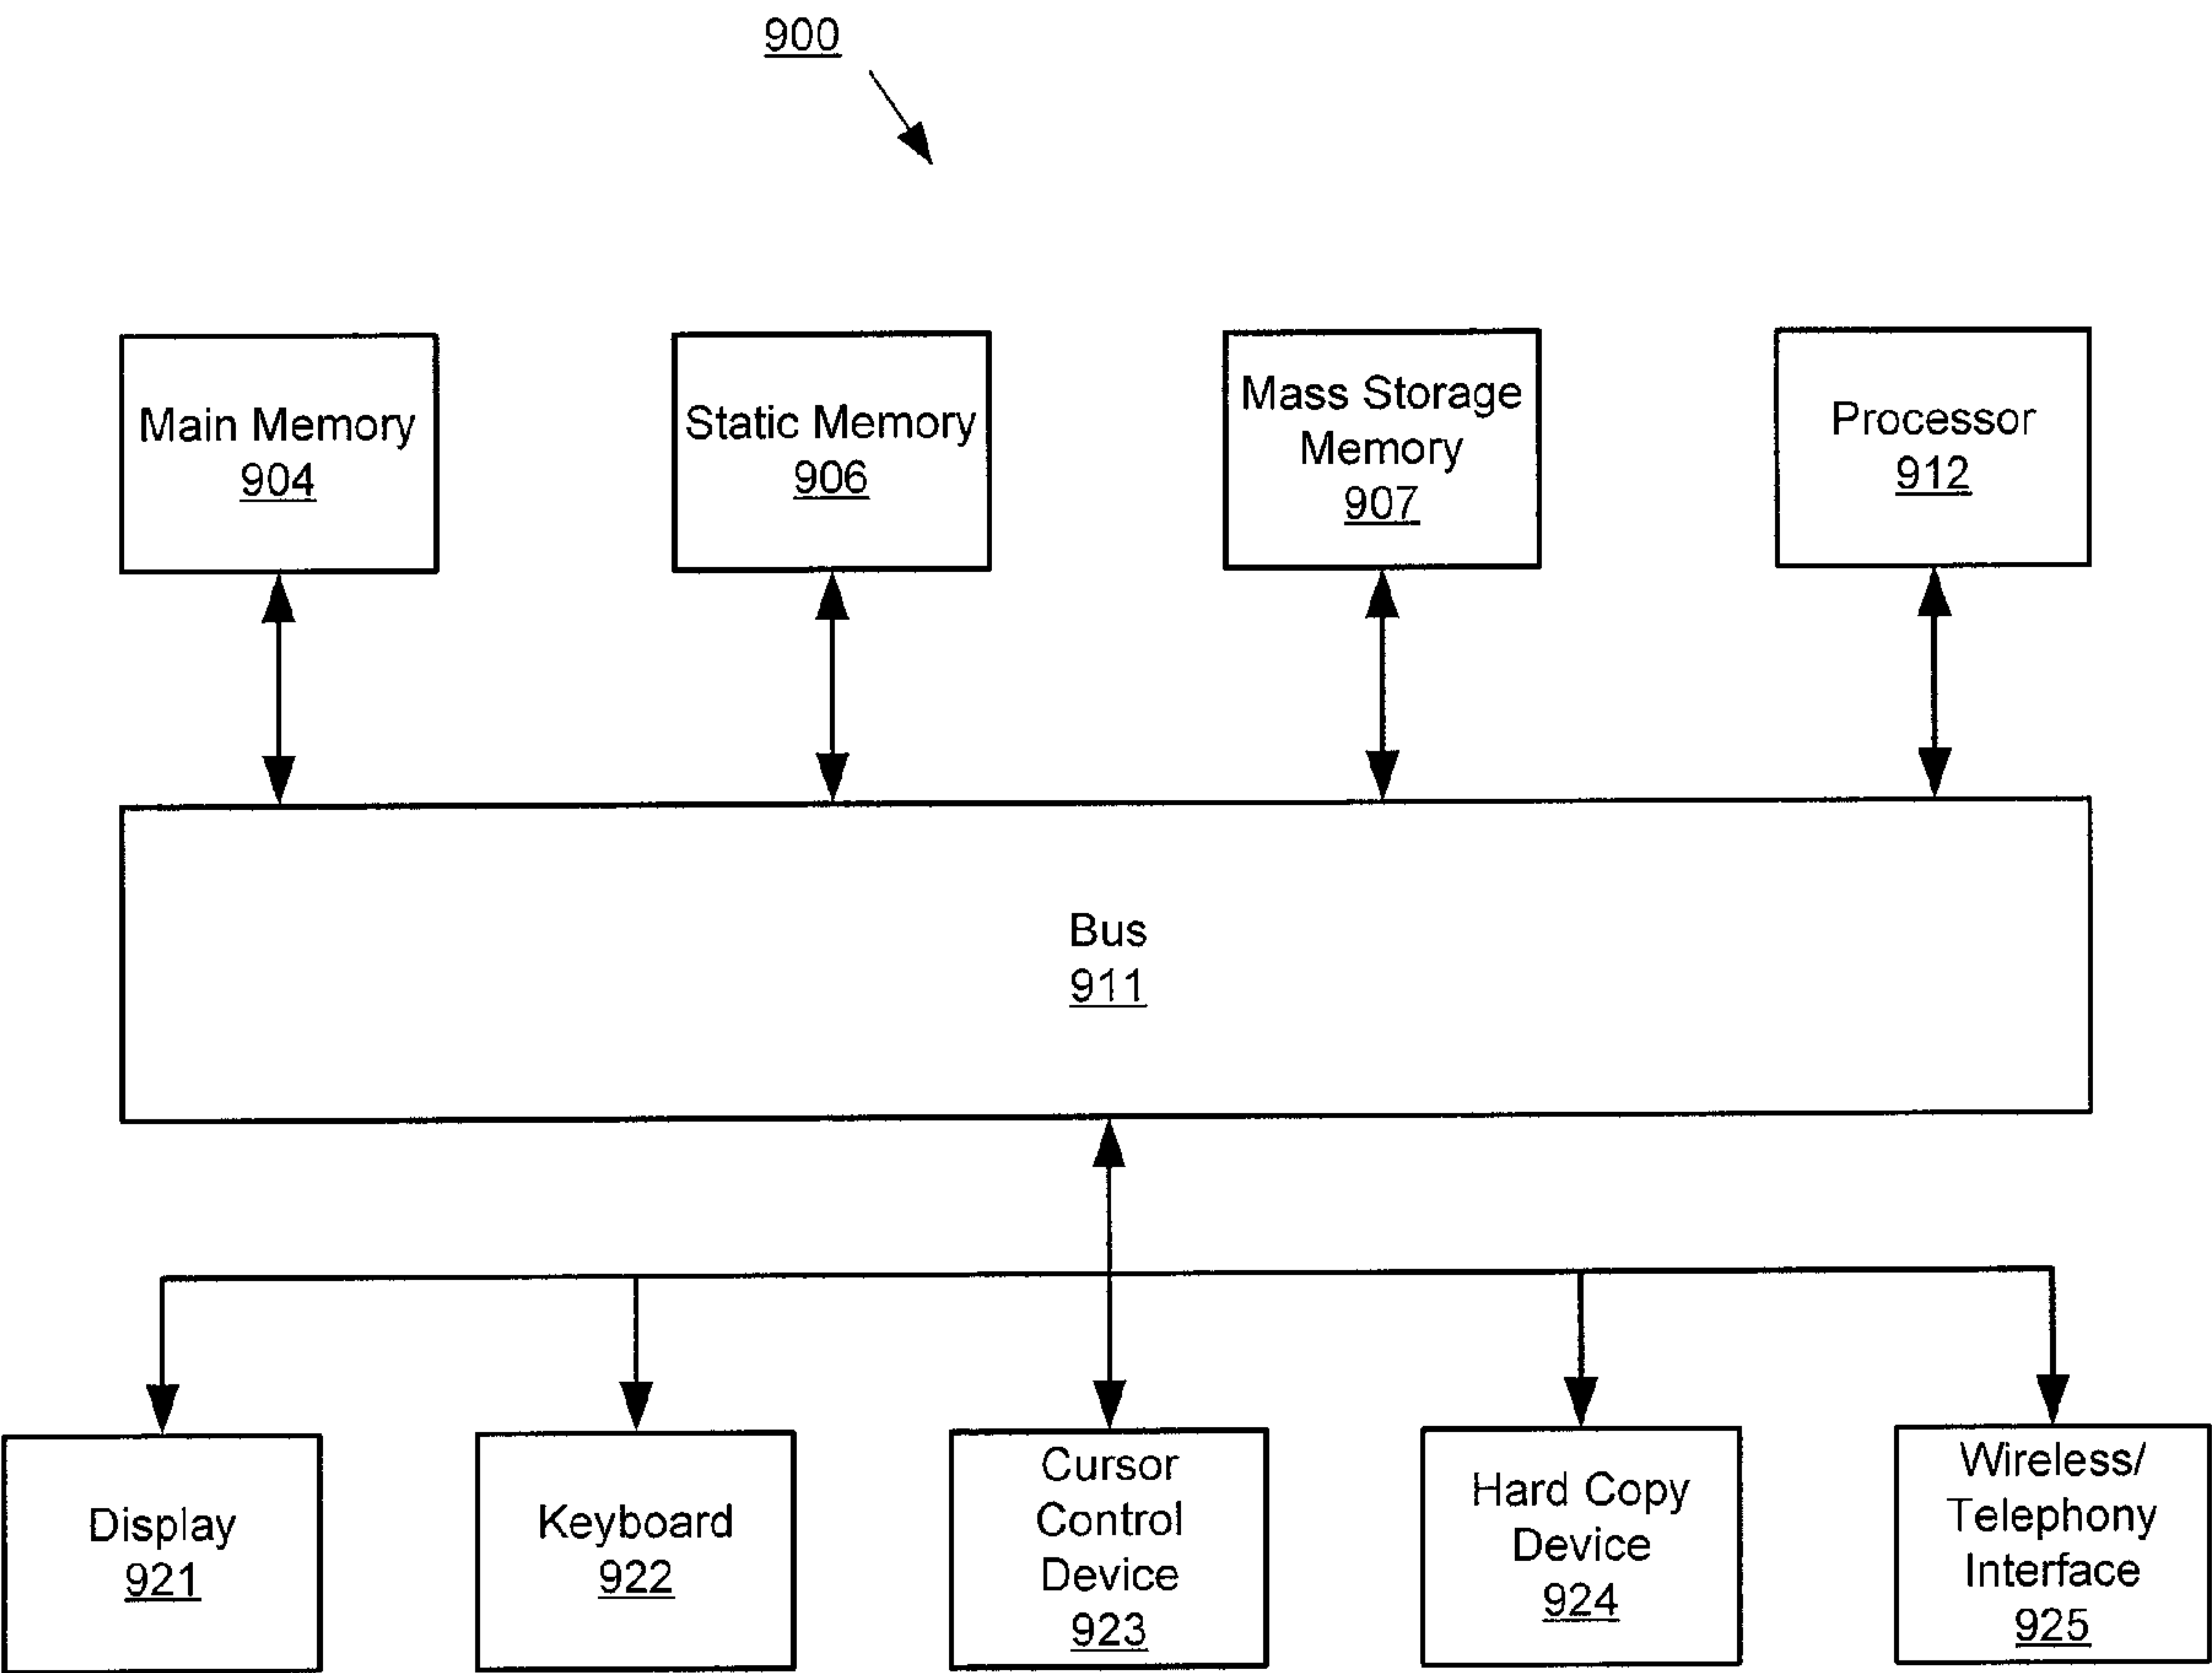 900
Main Memory
904
Static Memory
906
Mass Storage
Memory
907
Processor
912
Bus
911
Display
921
Keyboard
922
Cursor
Control
Device
923
Hard Copy
Device
924
Wireless/
Telephony
Interface
925